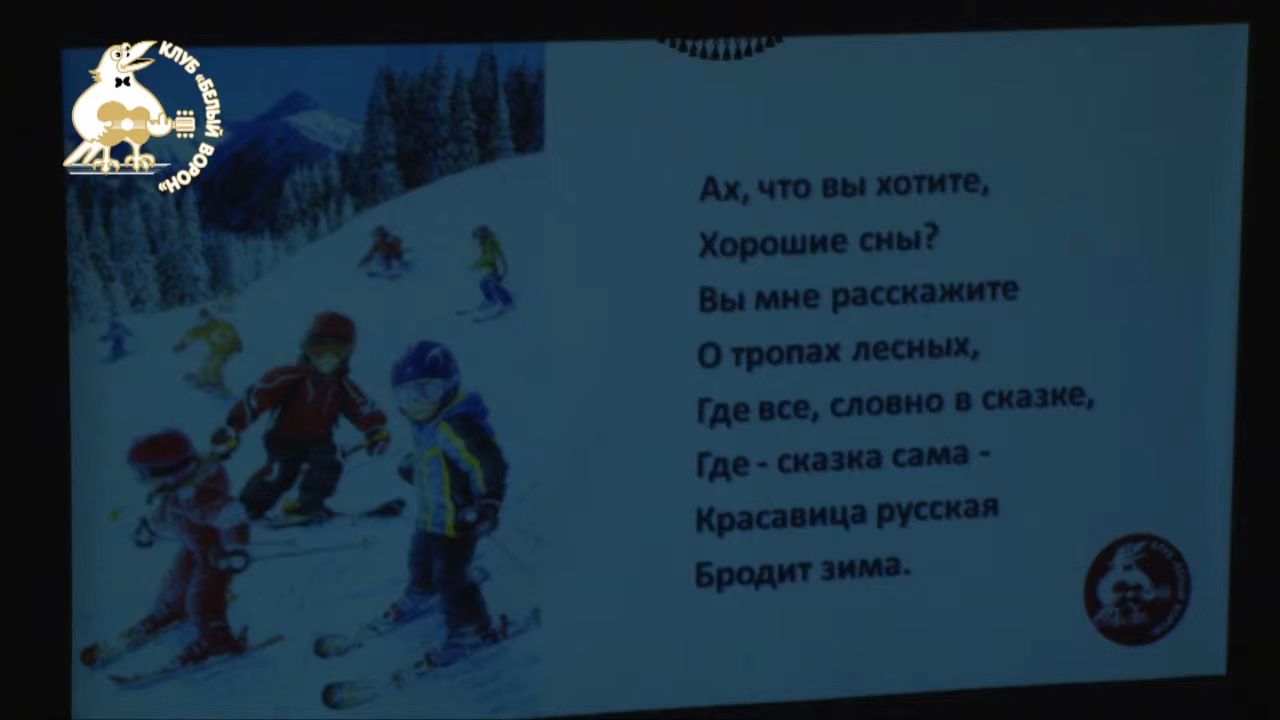 КЛУБ «БЕЛЫЙ ВОРОН»
Ах, что вы хотите,
Хорошие сны?
Вы мне расскажите
О тропах лесных,
Где все, словно в сказке,
Где - сказка сама -
Красавица русская
Бродит зима.